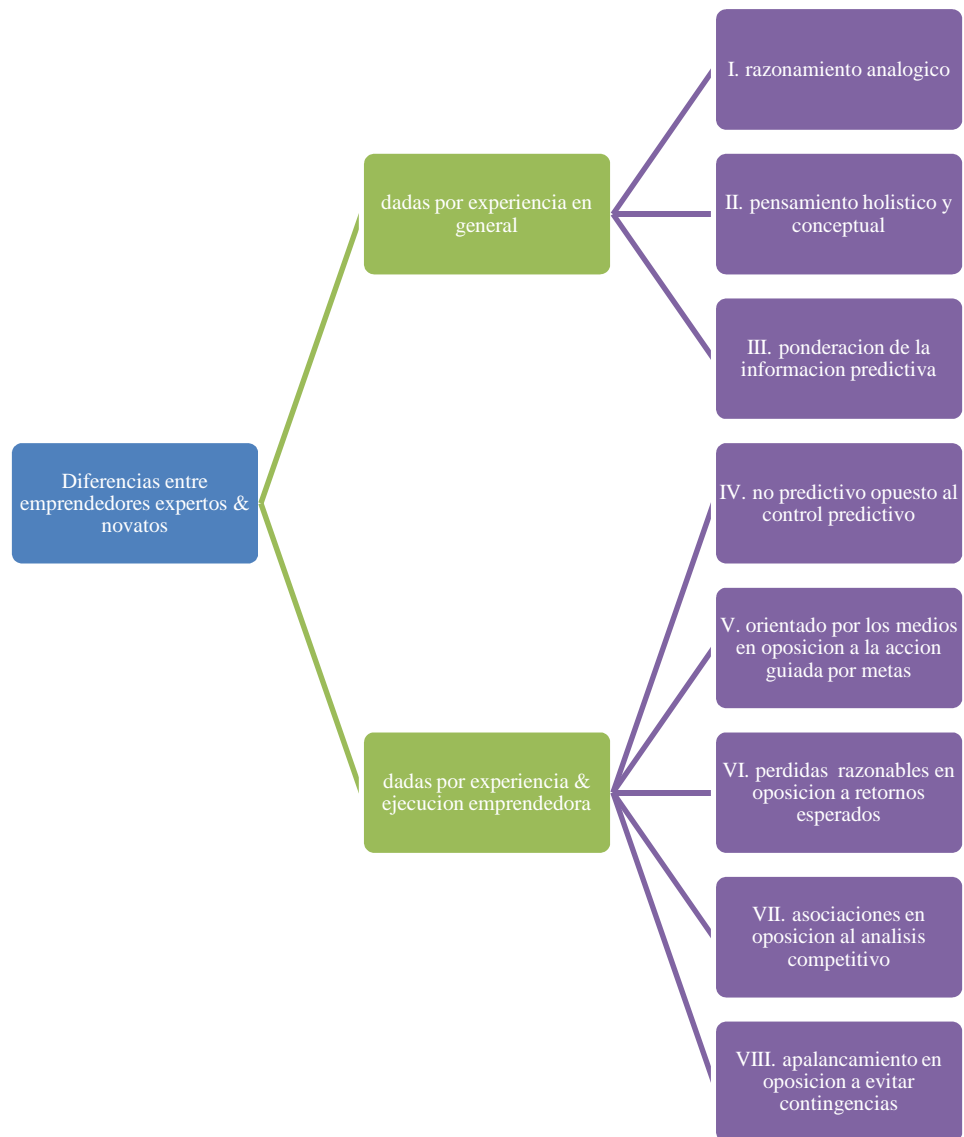 I. razonamiento analogico
dadas por experiencia en
general
II. pensamiento holistico y
conceptual
III. ponderacion de la
informacion predictiva
Diferencias entre
emprendedores expertos &
novatos
IV. no predictivo opuesto al
control predictivo
V. orientado por los medios
en oposicion a la accion
guiada por metas
dadas por experiencia &
ejecucion emprendedora
VI. perdidas  razonables en
oposicion a retornos
esperados
VII. asociaciones en
oposicion al analisis
competitivo
VIII. apalancamiento en
oposicion a evitar
contingencias